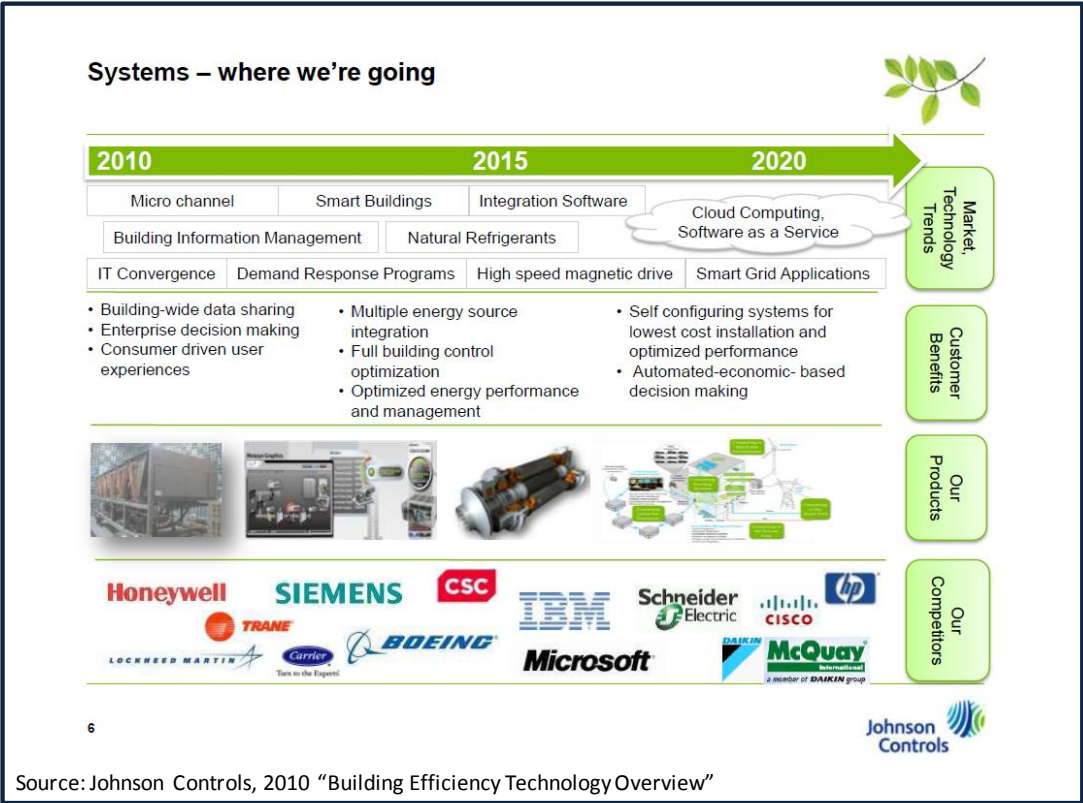 Systems – where we're going
2010 2015 2020
Micro channel Smart Buildings Integration Software
Cloud Computing,
Software as a Service
Building Information Management Natural Refrigerants
IT Convergence Demand Response Programs High speed magnetic drive Smart Grid Applications
Market,
Technology
Trends
• Building-wide data sharing
• Enterprise decision making
• Consumer driven user
experiences
• Multiple energy source
integration
• Full building control
optimization
• Optimized energy performance
and management
• Self configuring systems for
lowest cost installation and
optimized performance
• Automated-economic- based
decision making
Customer
Benefits
Our
Products
Honeywell SIEMENS CSC IBM Schneider
Electric
CISCO
hp
TRANE
LOCKHEED MARTIN
Carrier
Turn to the Experts
BOEING
Microsoft
DAIKIN
McQuay
International
a member of DAIKIN group
Our
Competitors
6
Johnson
Controls
Source: Johnson Controls, 2010 “Building Efficiency Technology Overview”